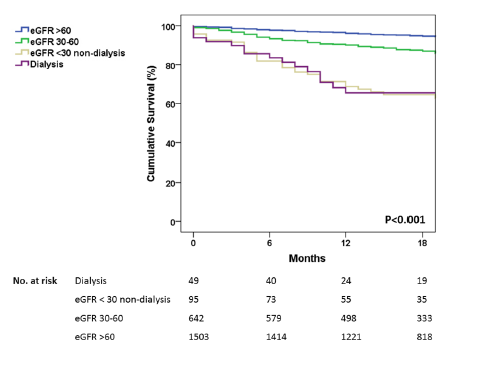 eGFR >60
eGFR 30-60
eGFR <30 non-dialysis
Dialysis
Cumulative Survival (%)
100
80
60
40
20
0
P<0.001
0 6 12 18
Months
No. at risk Dialysis 49 40 24 19
eGFR < 30 non-dialysis 95 73 55 35
eGFR 30-60 642 579 498 333
eGFR >60 1503 1414 1221 818